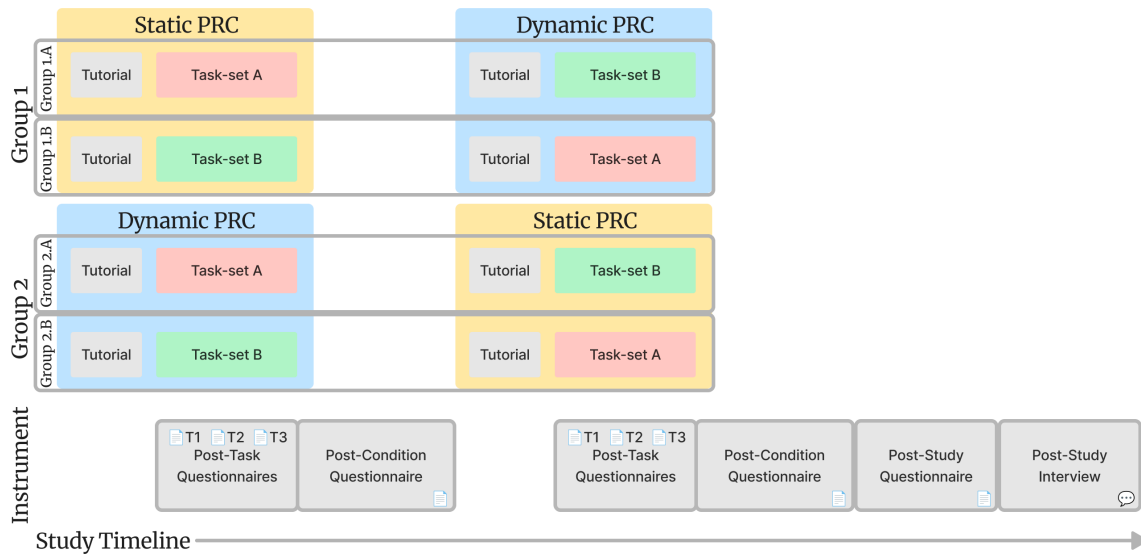 Static PRC
Dynamic PRC
Group 1
Group 1.A
Tutorial
Task-set A
Tutorial
Task-set B
Group 1.B
Tutorial
Task-set B
Tutorial
Task-set A
Dynamic PRC
Static PRC
Group 2
Group 2.A
Tutorial
Task-set A
Tutorial
Task-set B
Group 2.B
Tutorial
Task-set B
Tutorial
Task-set A
Instrument
T1 T2 T3
Post-Task
Questionnaires
Post-Condition
Questionnaire
T1 T2 T3
Post-Task
Questionnaires
Post-Condition
Questionnaire
Post-Study
Questionnaire
Post-Study
Interview
Study Timeline